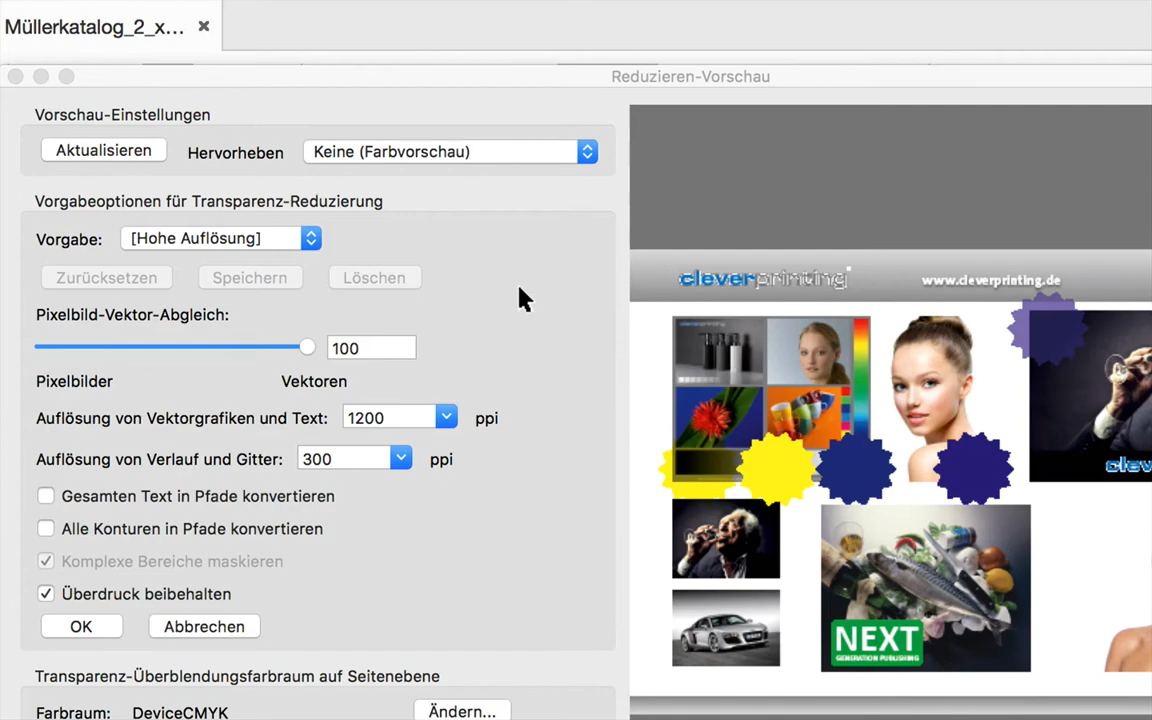 Müllerkatalog_2_x...
Reduzieren-Vorschau
Vorschau-Einstellungen
Aktualisieren Hervorheben Keine (Farbvorschau)
Vorgabeoptionen für Transparenz-Reduzierung
Vorgabe: [Hohe Auflösung]
Zurücksetzen Speichern Löschen
Pixelbild-Vektor-Abgleich:
100
Pixelbilder Vektoren
Auflösung von Vektorgrafiken und Text: 1200 ppi
Auflösung von Verlauf und Gitter: 300 ppi
Gesamten Text in Pfade konvertieren
Alle Konturen in Pfade konvertieren
Komplexe Bereiche maskieren
Überdruck beibehalten
OK Abbrechen
Transparenz-Überblendungsfarbraum auf Seitenebene
Farbraum: DeviceCMYK Ändern...
cleverprinting www.cleverprinting.de
clev
NEXT
GENERATION PUBLISHING